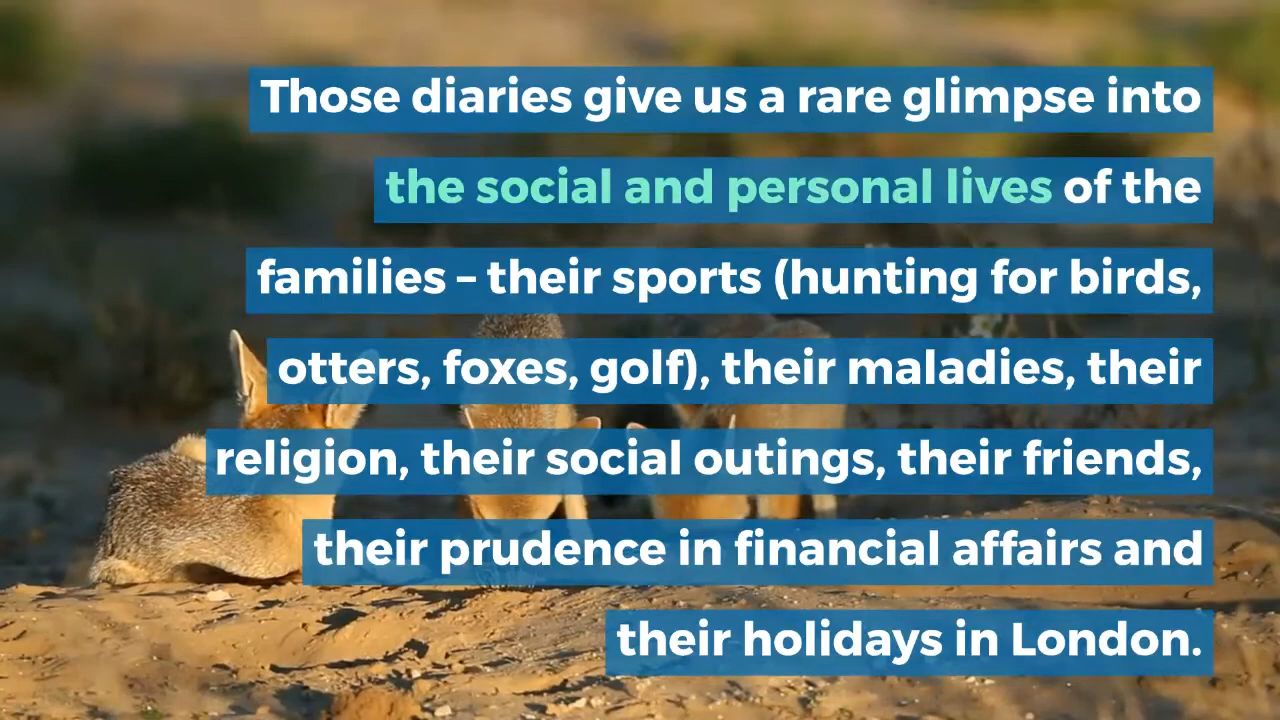 Those diaries give us a rare glimpse into
the social and personal lives of the
families – their sports (hunting for birds,
otters, foxes, golf), their maladies, their
religion, their social outings, their friends,
their prudence in financial affairs and
their holidays in London.